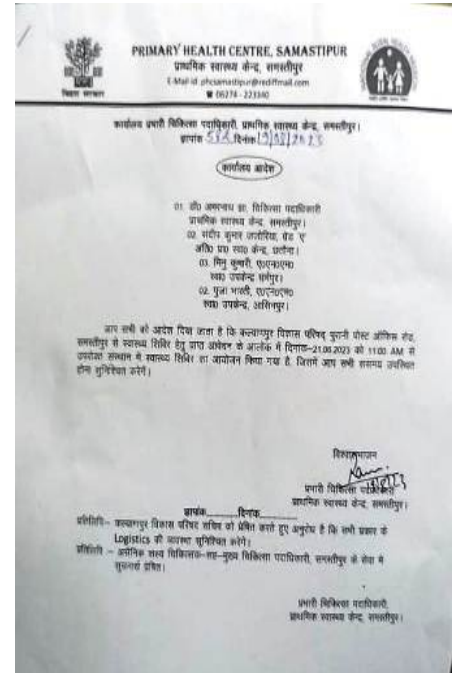 PRIMARY HEALTH CENTRE, SAMASTIPUR
प्राथमिक स्वास्थ्य केन्द्र, समस्तीपुर
E-Mail id phcsamastipur@rediffmail.com
☎ 06274 - 223340
बिहार सरकार
कार्यालय प्रभारी चिकित्सा पदाधिकारी, प्राथमिक स्वास्थ्य केन्द्र, समस्तीपुर।
ज्ञापांक दिनांक 19/08/2023
कार्यालय आदेश
01. डॉ० अमरनाथ झा, चिकित्सा पदाधिकारी
प्राथमिक स्वास्थ्य केन्द्र, समस्तीपुर।
02. संदीप कुमार ग्रेड 'ए'
अति० प्रा० स्वा० केन्द्र,
03. मिनु कुमारी, ए०एन०एम०
स्वा० उपकेन्द्र
02. पुजा भारती, ए०एन०एम०
स्वा० उपकेन्द्र,
आप सभी को आदेश दिया जाता है कि कल्याणपुर विकास परिषद् पुरानी पोस्ट ऑफिस रोड,
समस्तीपुर से स्वास्थ्य शिविर हेतु प्राप्त आवेदन के आलोक में दिनांक-21.08.2023 को 11:00 AM से
उपरोक्त संस्थान में स्वास्थ्य शिविर का आयोजन किया गया है, जिसमें आप सभी ससमय उपस्थित
होना सुनिश्चित करेगें।
विश्वासभाजन
प्रभारी चिकित्सा पदाधिकारी
प्राथमिक स्वास्थ्य केन्द्र, समस्तीपुर।
ज्ञापांक दिनांक
प्रतिलिपि:- कल्याणपुर विकास परिषद सचिव को प्रेषित करते हुए अनुरोध है कि सभी प्रकार के
Logistics की व्यवस्था सुनिश्चित करेगें।
प्रतिलिपि :- असैनिक शल्य चिकित्सक-सह-मुख्य चिकित्सा पदाधिकारी, समस्तीपुर के सेवा में
सूचनार्थ प्रेषित।
प्रभारी चिकित्सा पदाधिकारी,
प्राथमिक स्वास्थ्य केन्द्र, समस्तीपुर।